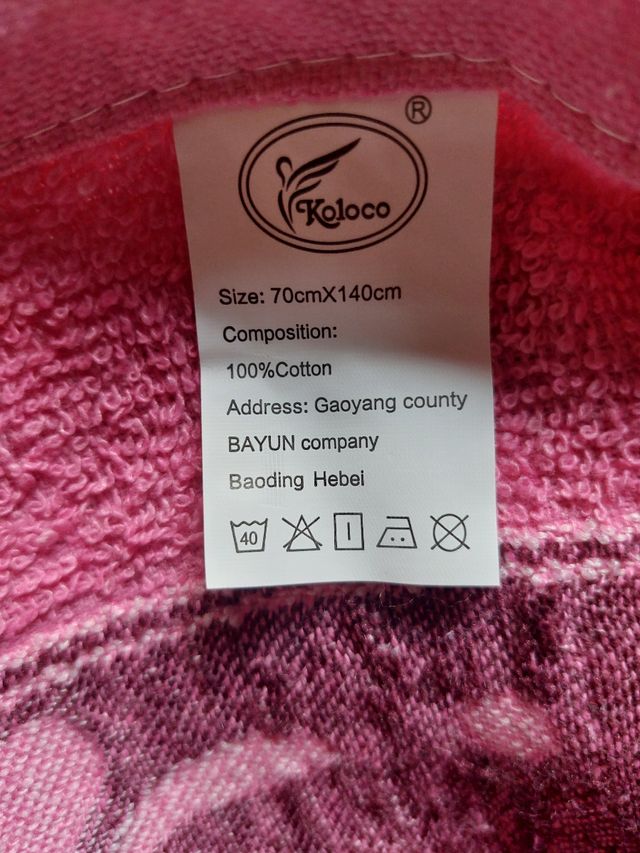 ®
Koloco
Size: 70cmX140cm
Composition:
100%Cotton
Address: Gaoyang county
BAYUN company
Baoding Hebei
40